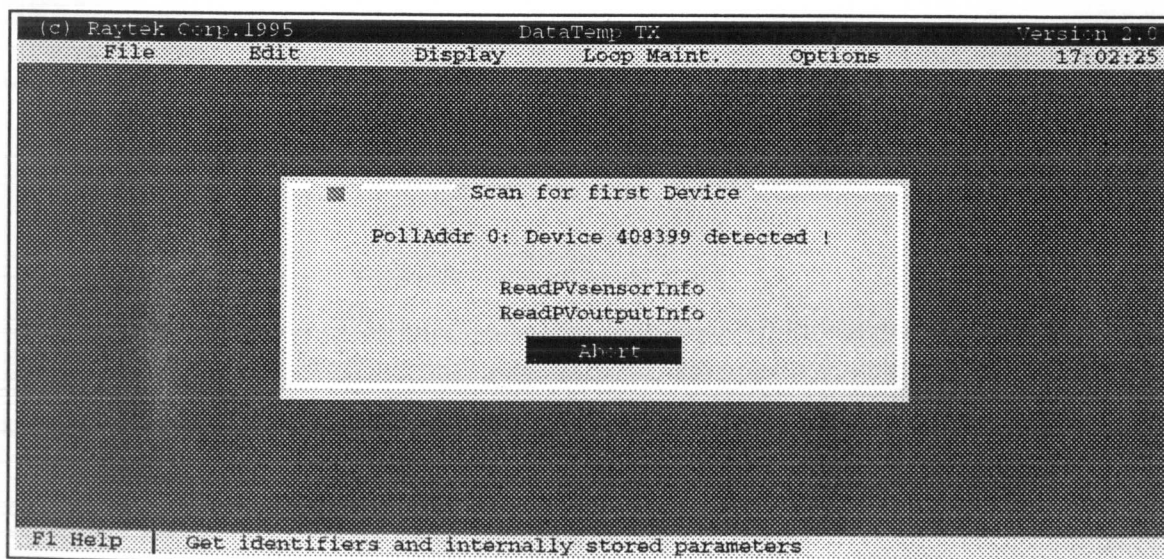 (c) Raytek Corp.1995 DataTemp TX Version 2.0
File Edit Display Loop Maint. Options 17:02:25
Scan for first Device
PollAddr 0: Device 408399 detected !
ReadPVsensorInfo
ReadPVoutputInfo
Abort
F1 Help | Get identifiers and internally stored parameters